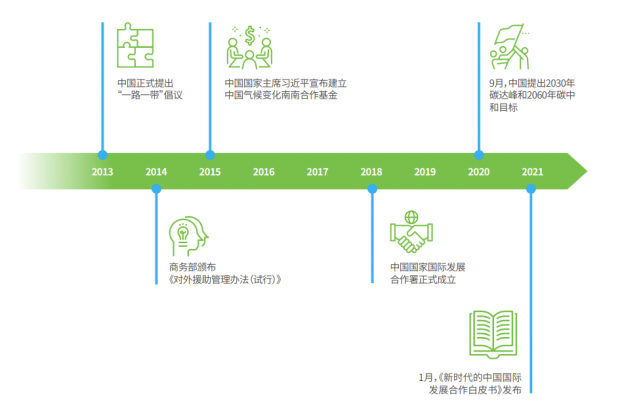 中国正式提出
“一路一带”倡议
中国国家主席习近平宣布建立
中国气候变化南南合作基金
9月,中国提出2030年
碳达峰和2060年碳中
和目标
2013 2014 2015 2016 2017 2018 2019 2020 2021
商务部颁布
《对外援助管理办法(试行)》
中国国家国际发展
合作署正式成立
1月,《新时代的中国国际
发展合作白皮书》发布